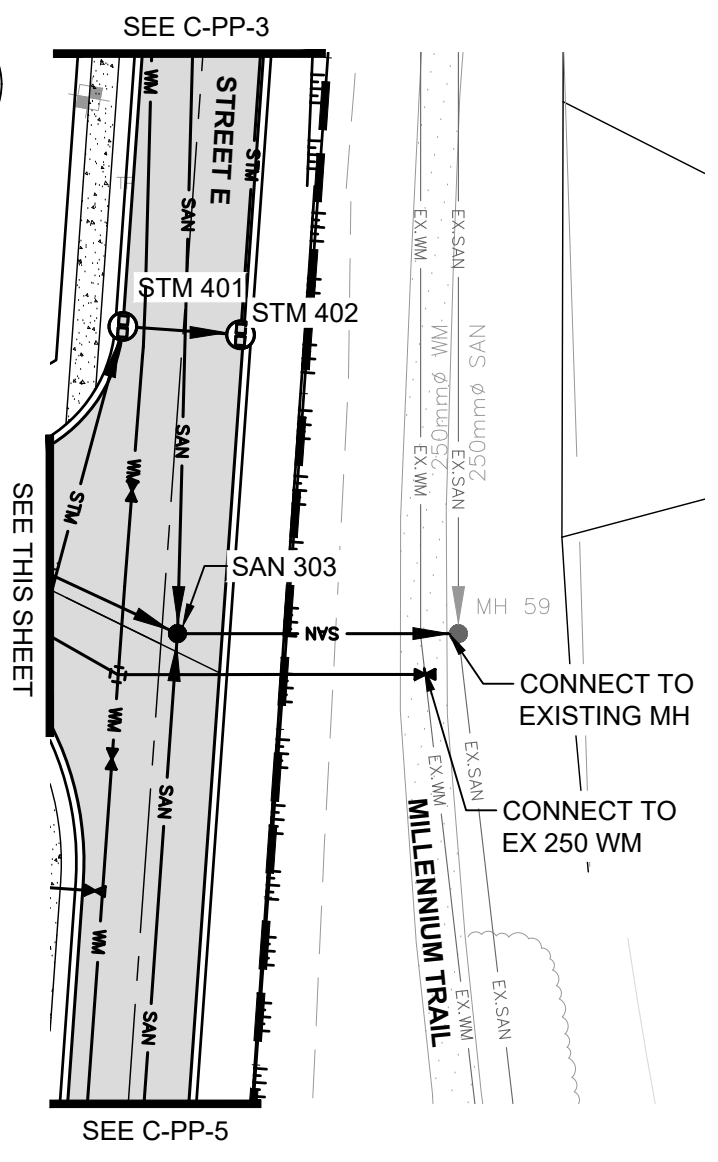 SEE C-PP-3
WM
STREET E
STM
SAN
EX.WM
EX.SAN
STM 401
STM 402
250mmø WM
250mmø SAN
SAN
WM
EX.WM
EX.SAN
STM
SEE THIS SHEET
SAN 303
MH 59
SAN
CONNECT TO
EXISTING MH
WM
EX.WM
EX.SAN
SAN
CONNECT TO
EX 250 WM
MILLENNIUM TRAIL
WM
EX.WM
EX.SAN
SAN
SEE C-PP-5